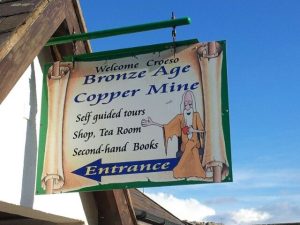 Welcome Croeso
Bronze Age
Copper Mine
Self guided tours
Shop, Tea Room
Second-hand Books
Entrance